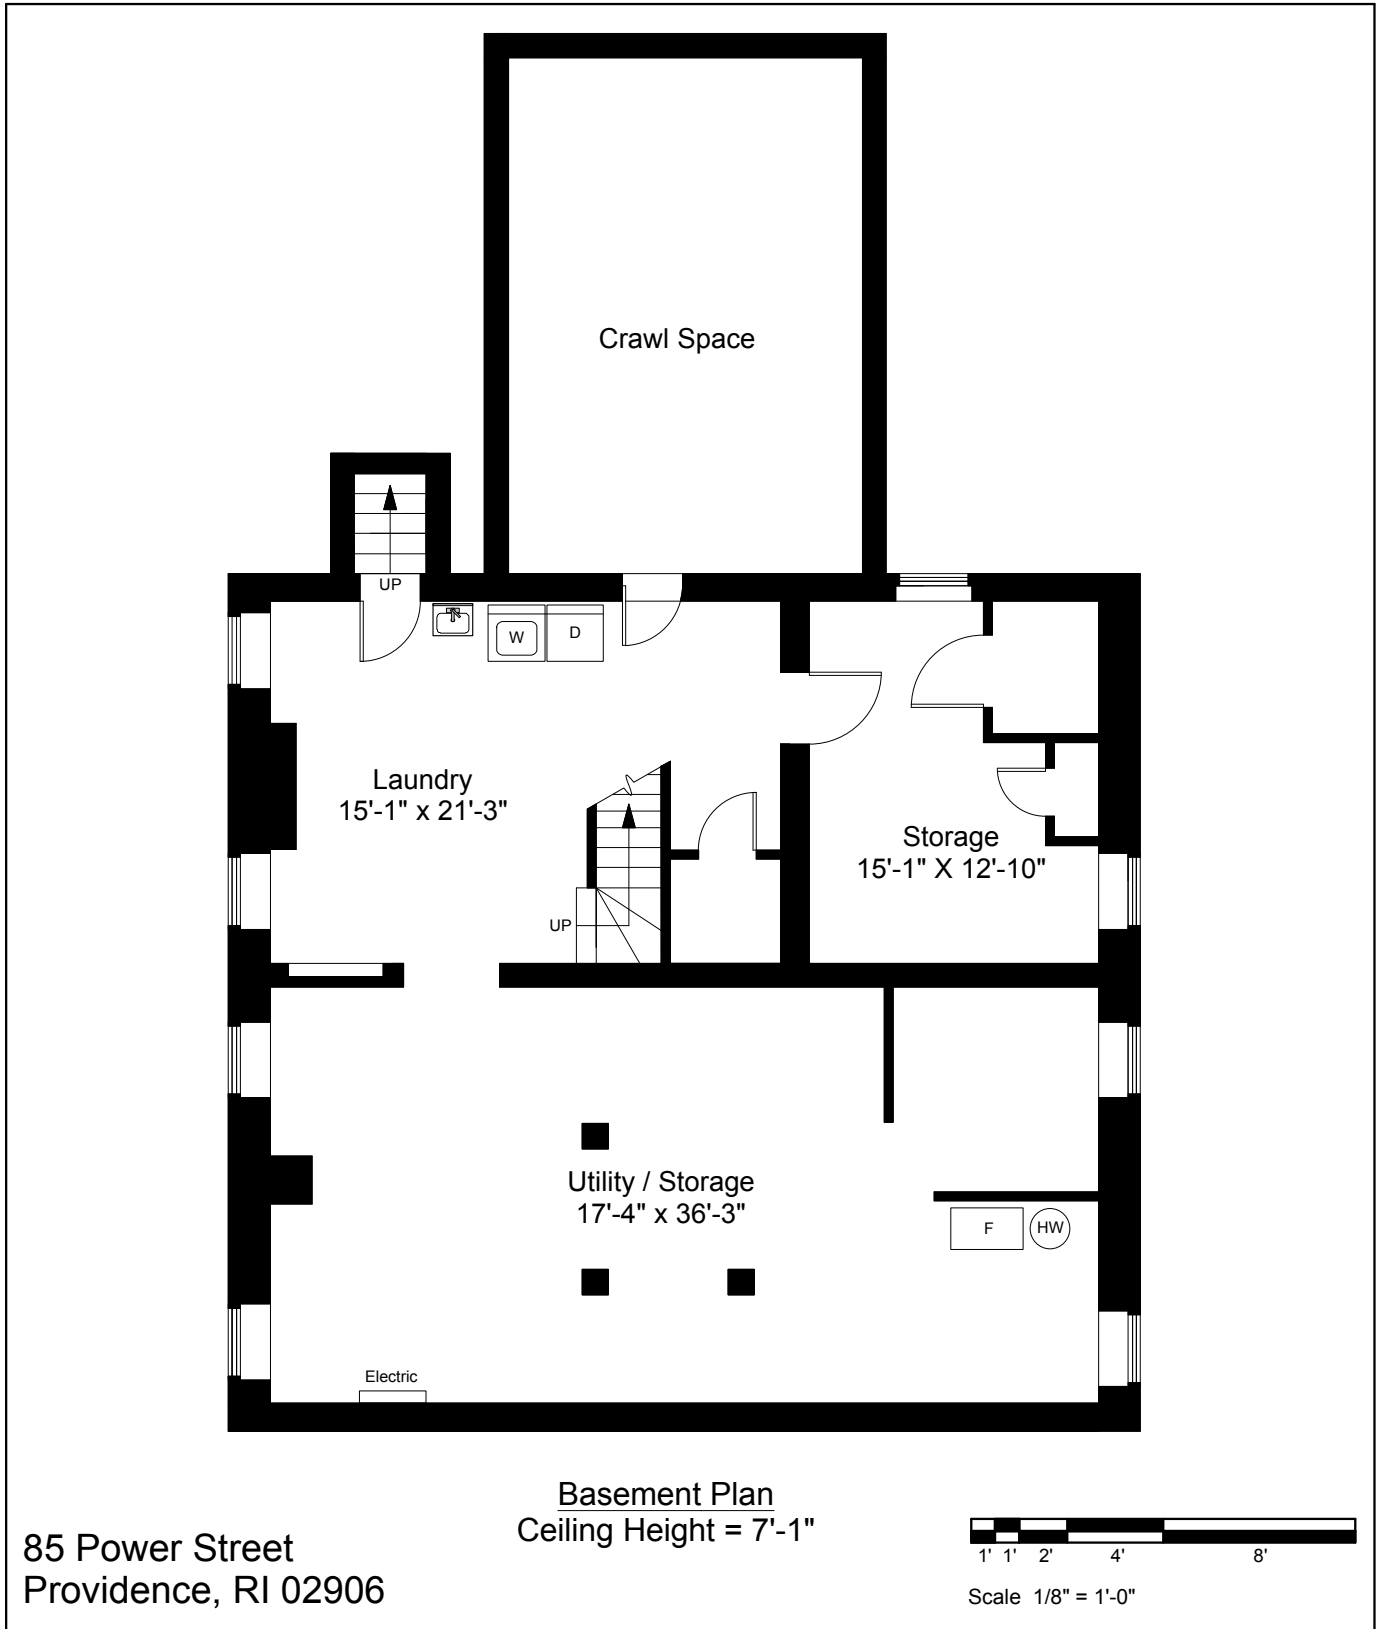 Crawl Space
UP
W
D
Laundry
15'-1" x 21'-3"
Storage
15'-1" X 12'-10"
UP
Utility / Storage
17'-4" x 36'-3"
F
HW
Electric
Basement Plan
Ceiling Height = 7'-1"
85 Power Street
Providence, RI 02906
1' 1' 2' 4' 8'
Scale 1/8" = 1'-0"